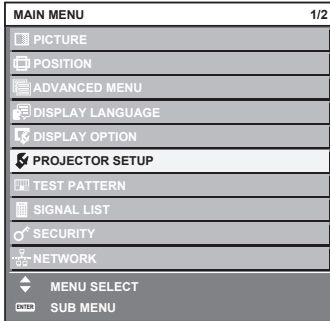 MAIN MENU 1/2
PICTURE
POSITION
ADVANCED MENU
DISPLAY LANGUAGE
DISPLAY OPTION
PROJECTOR SETUP
TEST PATTERN
SIGNAL LIST
SECURITY
NETWORK
MENU SELECT
ENTER SUB MENU